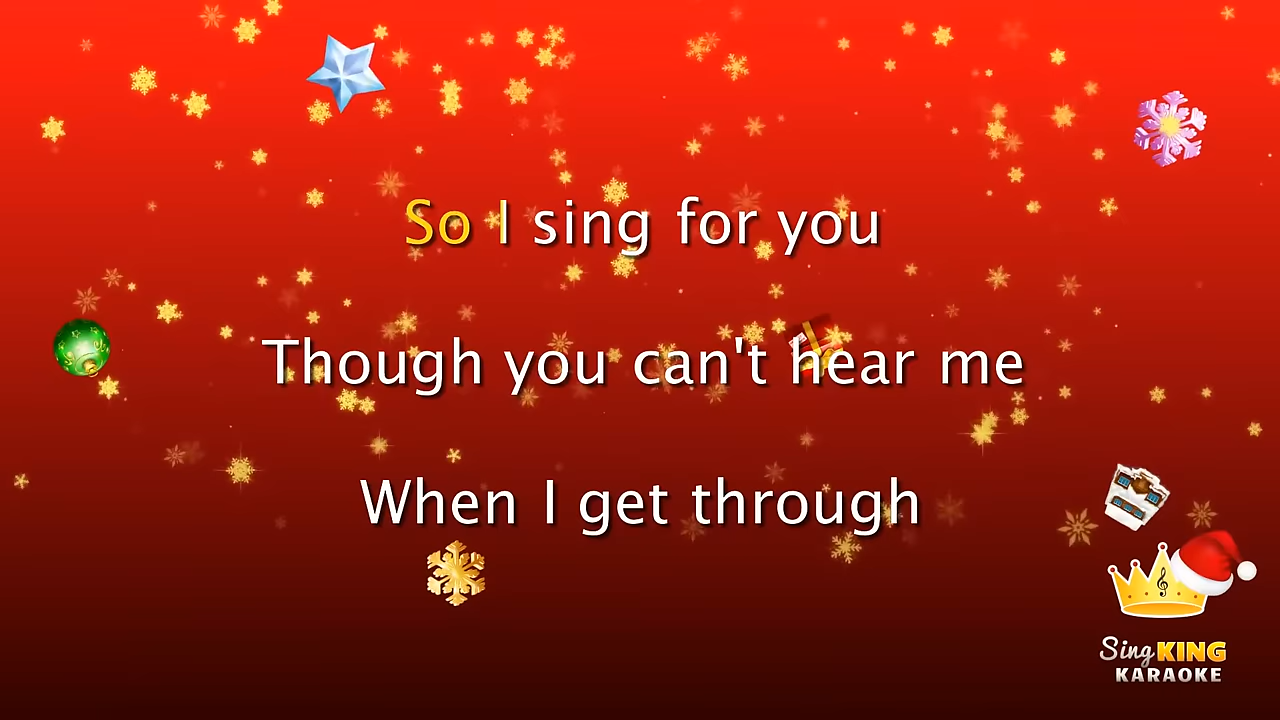 So I sing for you
Though you can't hear me
When I get through
Sing KING
KARAOKE